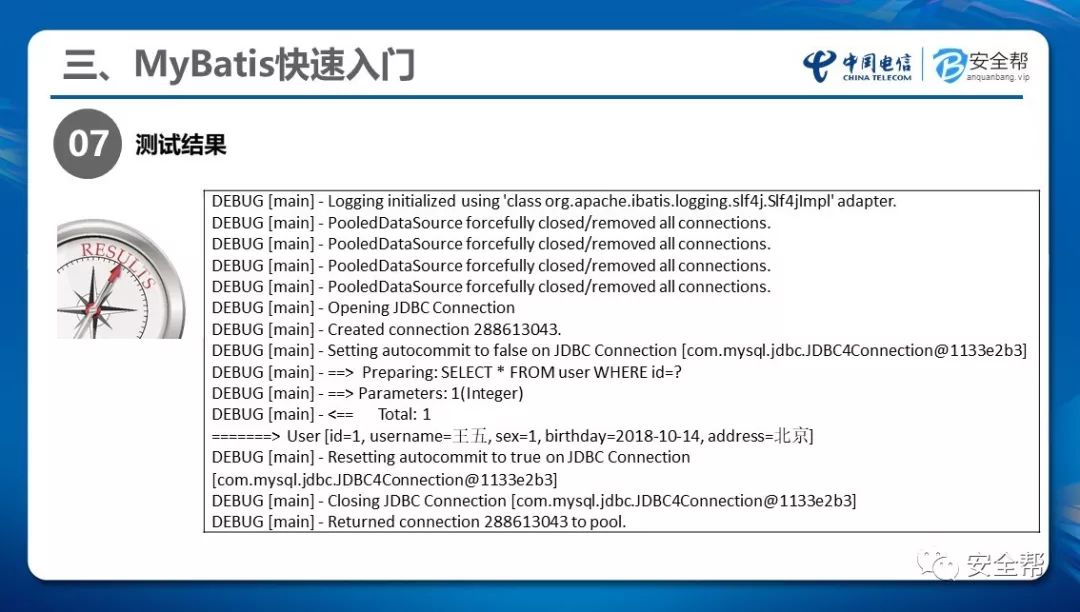 三、MyBatis快速入门
中国电信
CHINA TELECOM
安全帮
anquanbang.vip
07
测试结果
RESULTS
DEBUG [main] - Logging initialized using 'class org.apache.ibatis.logging.slf4j.Slf4jImpl' adapter.
DEBUG [main] - PooledDataSource forcefully closed/removed all connections.
DEBUG [main] - PooledDataSource forcefully closed/removed all connections.
DEBUG [main] - PooledDataSource forcefully closed/removed all connections.
DEBUG [main] - PooledDataSource forcefully closed/removed all connections.
DEBUG [main] - Opening JDBC Connection
DEBUG [main] - Created connection 288613043.
DEBUG [main] - Setting autocommit to false on JDBC Connection [com.mysql.jdbc.JDBC4Connection@1133e2b3]
DEBUG [main] - ==> Preparing: SELECT * FROM user WHERE id=?
DEBUG [main] - ==> Parameters: 1(Integer)
DEBUG [main] - <== Total: 1
=======> User [id=1, username=王五, sex=1, birthday=2018-10-14, address=北京]
DEBUG [main] - Resetting autocommit to true on JDBC Connection
[com.mysql.jdbc.JDBC4Connection@1133e2b3]
DEBUG [main] - Closing JDBC Connection [com.mysql.jdbc.JDBC4Connection@1133e2b3]
DEBUG [main] - Returned connection 288613043 to pool.
安全帮